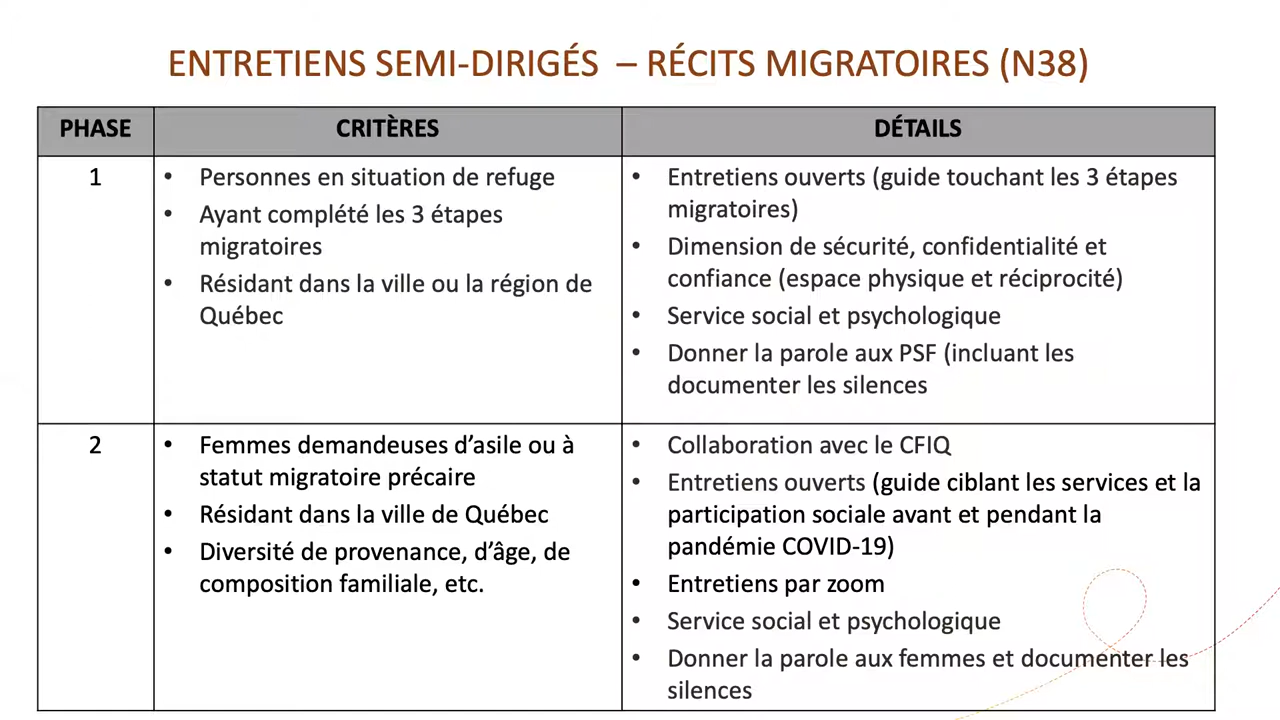 ENTRETIENS SEMI-DIRIGÉS – RÉCITS MIGRATOIRES (N38)
PHASE
CRITÈRES
DÉTAILS
1
• Personnes en situation de refuge
• Ayant complété les 3 étapes
migratoires
• Résidant dans la ville ou la région de
Québec
• Entretiens ouverts (guide touchant les 3 étapes
migratoires)
• Dimension de sécurité, confidentialité et
confiance (espace physique et réciprocité)
• Service social et psychologique
• Donner la parole aux PSF (incluant les
documenter les silences
2
• Femmes demandeuses d’asile ou à
statut migratoire précaire
• Résidant dans la ville de Québec
• Diversité de provenance, d’âge, de
composition familiale, etc.
• Collaboration avec le CFIQ
• Entretiens ouverts (guide ciblant les services et la
participation sociale avant et pendant la
pandémie COVID-19)
• Entretiens par zoom
• Service social et psychologique
• Donner la parole aux femmes et documenter les
silences